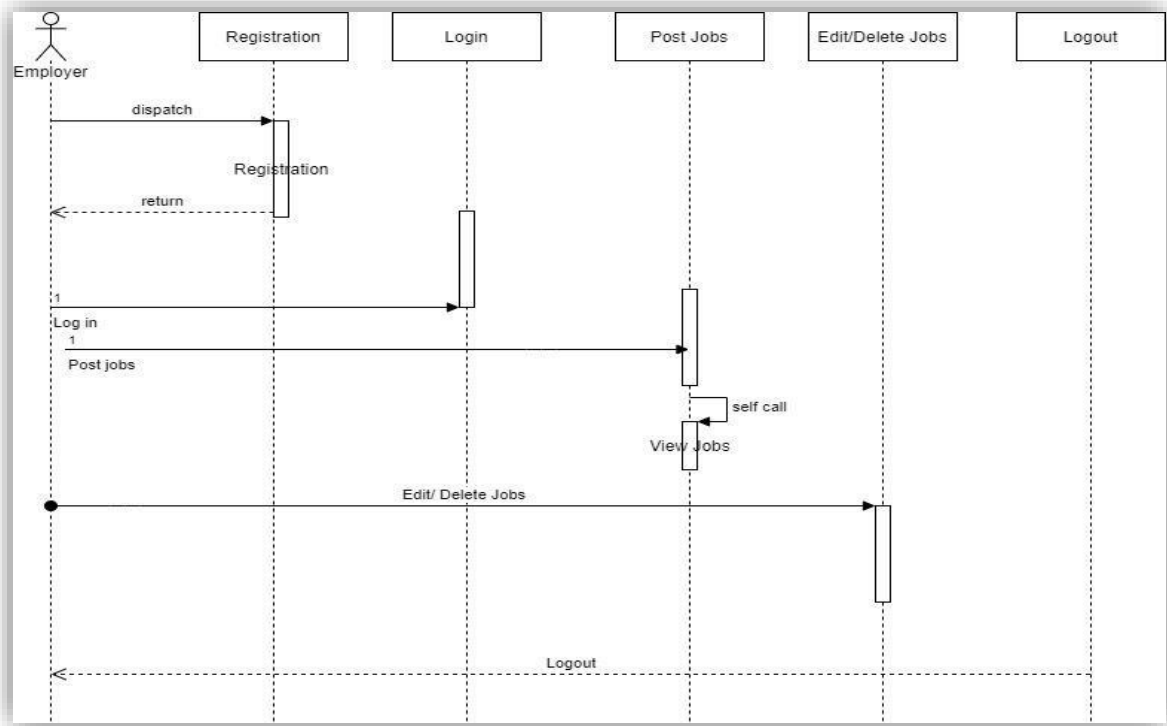 Registration
Login
Post Jobs
Edit/Delete Jobs
Logout
Employer
dispatch
Registration
return
1
Log in
1
Post jobs
self call
View Jobs
Edit/ Delete Jobs
Logout